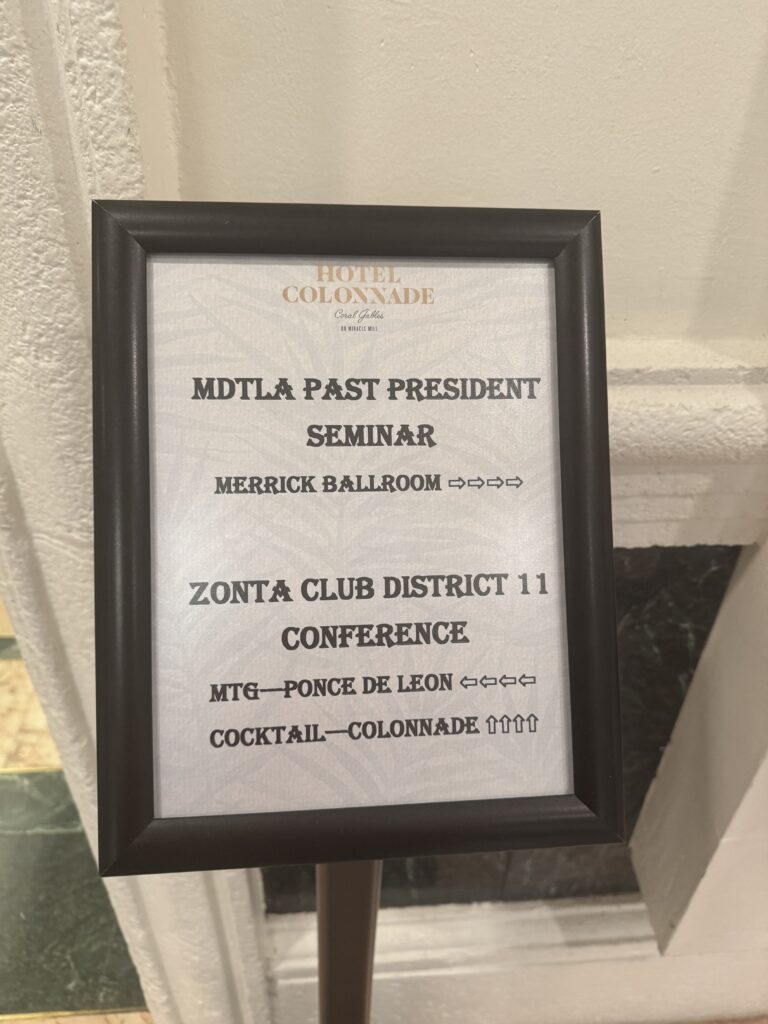 HOTEL
COLONNADE
Coral Gables
ON MIRACLE MILE
MDTLA PAST PRESIDENT
SEMINAR
MERRICK BALLROOM ⇨⇨⇨⇨
ZONTA CLUB DISTRICT 11
CONFERENCE
MTG—PONCE DE LEON ⇦⇦⇦⇦
COCKTAIL—COLONNADE ⇧⇧⇧⇧